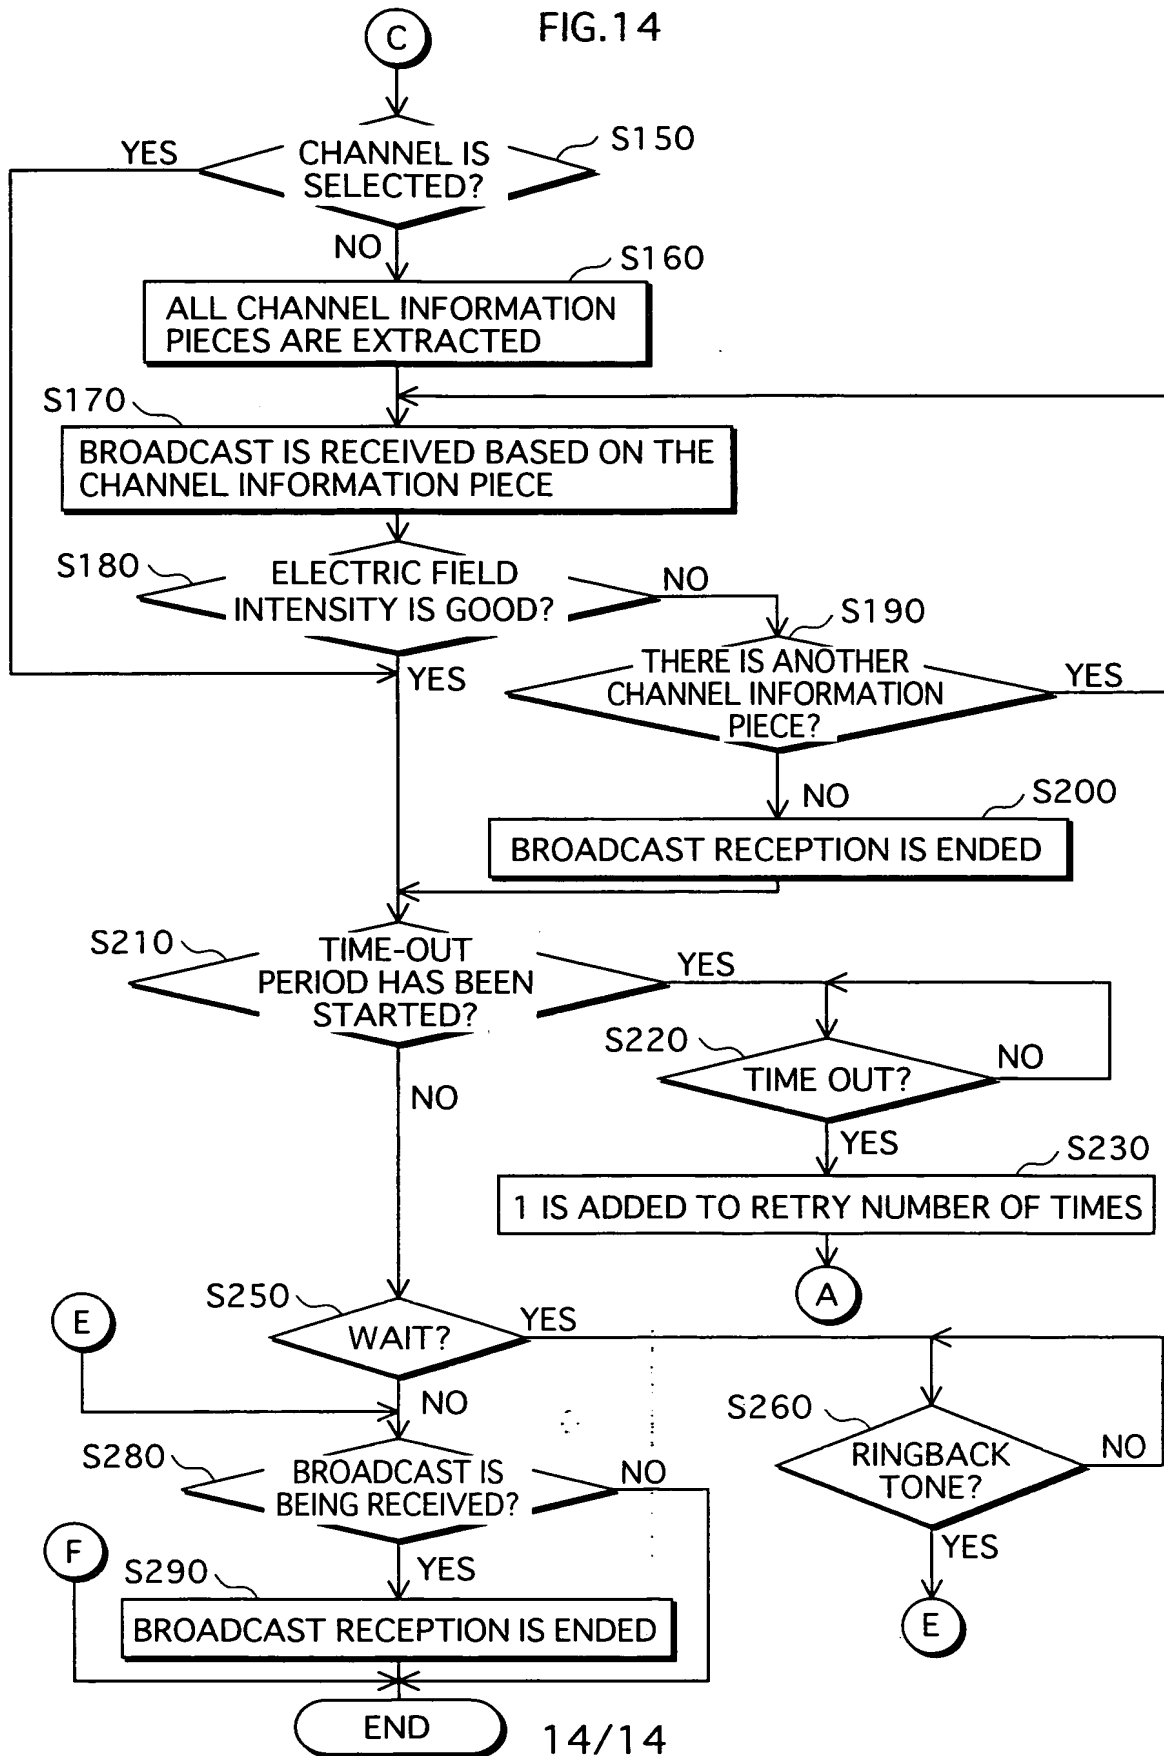 FIG.14
C
CHANNEL IS
SELECTED?
S150
YES
NO
S160
ALL CHANNEL INFORMATION
PIECES ARE EXTRACTED
S170
BROADCAST IS RECEIVED BASED ON THE
CHANNEL INFORMATION PIECE
S180
ELECTRIC FIELD
INTENSITY IS GOOD?
NO
YES
S190
THERE IS ANOTHER
CHANNEL INFORMATION
PIECE?
YES
NO
S200
BROADCAST RECEPTION IS ENDED
S210
TIME-OUT
PERIOD HAS BEEN
STARTED?
YES
NO
S220
TIME OUT?
NO
YES
S230
1 IS ADDED TO RETRY NUMBER OF TIMES
A
S250
WAIT?
YES
NO
E
S260
RINGBACK
TONE?
NO
YES
E
S280
BROADCAST IS
BEING RECEIVED?
NO
YES
F
S290
BROADCAST RECEPTION IS ENDED
END
14/14